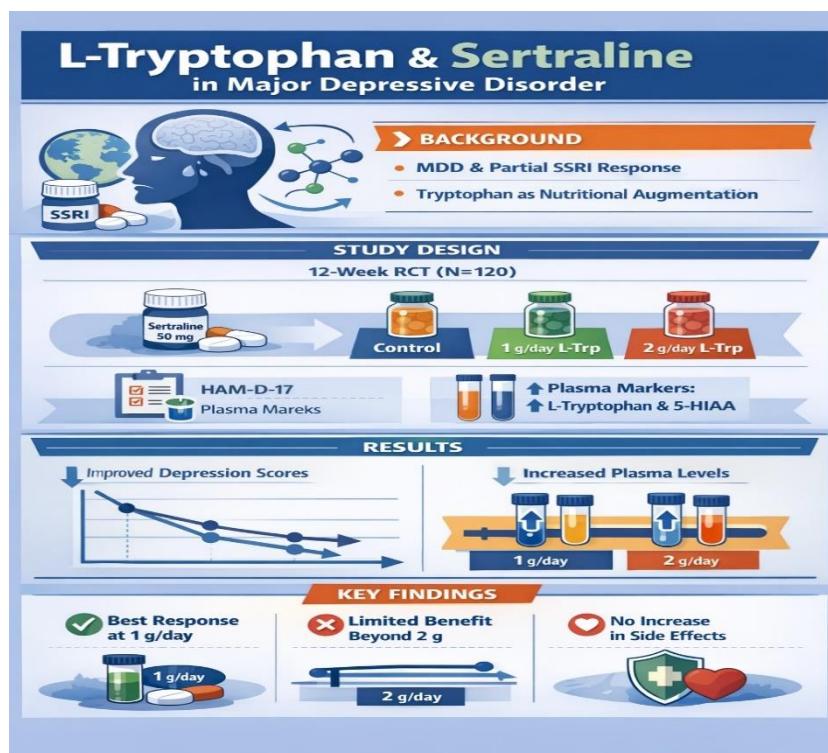 L-Tryptophan & Sertraline
in Major Depressive Disorder
SSRI
BACKGROUND
• MDD & Partial SSRI Response
• Tryptophan as Nutritional Augmentation
STUDY DESIGN
12-Week RCT (N=120)
Sertraline
50 mg
Control
1 g/day L-Trp
2 g/day L-Trp
HAM-D-17
Plasma Mareks
Plasma Markers:
L-Tryptophan & 5-HIAA
RESULTS
Improved Depression Scores
Increased Plasma Levels
1 g/day
2 g/day
KEY FINDINGS
Best Response
at 1 g/day
1 g/day
Limited Benefit
Beyond 2 g
2 g/day
No Increase
in Side Effects